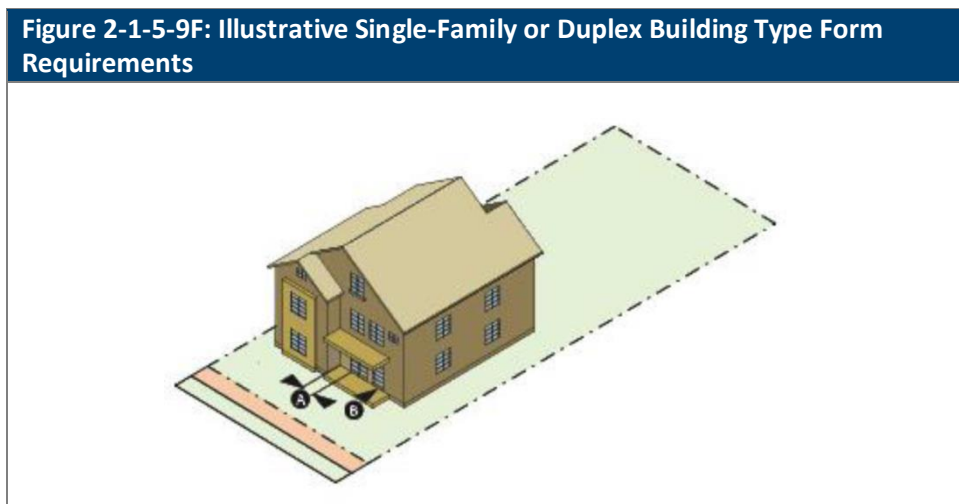 Figure 2-1-5-9F: Illustrative Single-Family or Duplex Building Type Form
Requirements
A
B